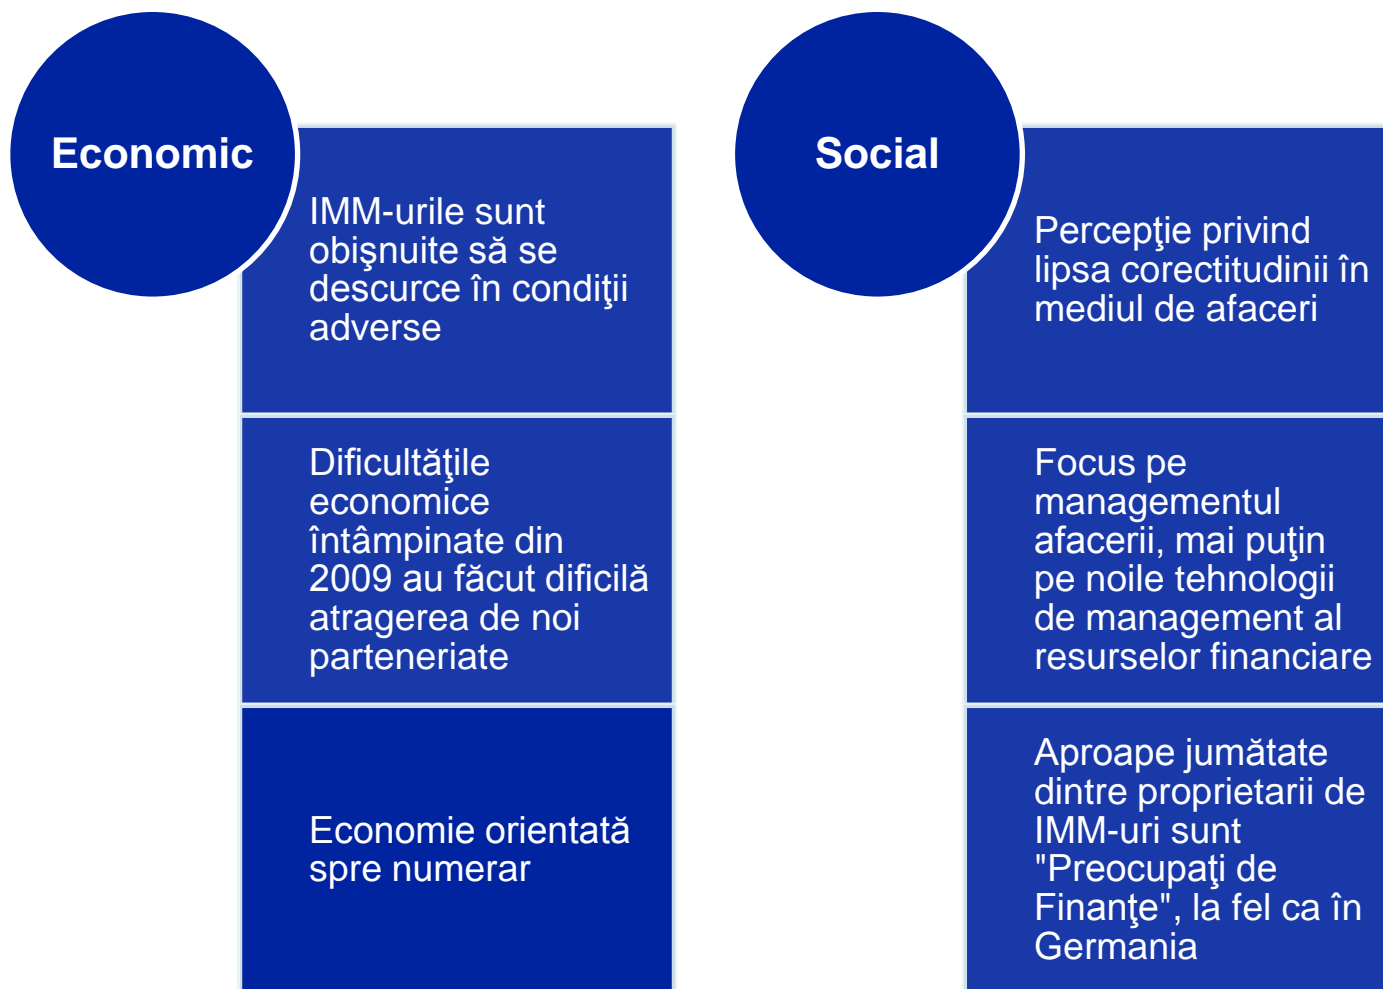 Economic
IMM-urile sunt
obişnuite să se
descurce în condiţii
adverse
Dificultăţile
economice
întâmpinate din
2009 au făcut dificilă
atragerea de noi
parteneriate
Economie orientată
spre numerar
Social
Percepţie privind
lipsa corectitudinii în
mediul de afaceri
Focus pe
managementul
afacerii, mai puţin
pe noile tehnologii
de management al
resurselor financiare
Aproape jumătate
dintre proprietarii de
IMM-uri sunt
"Preocupaţi de
Finanţe", la fel ca în
Germania